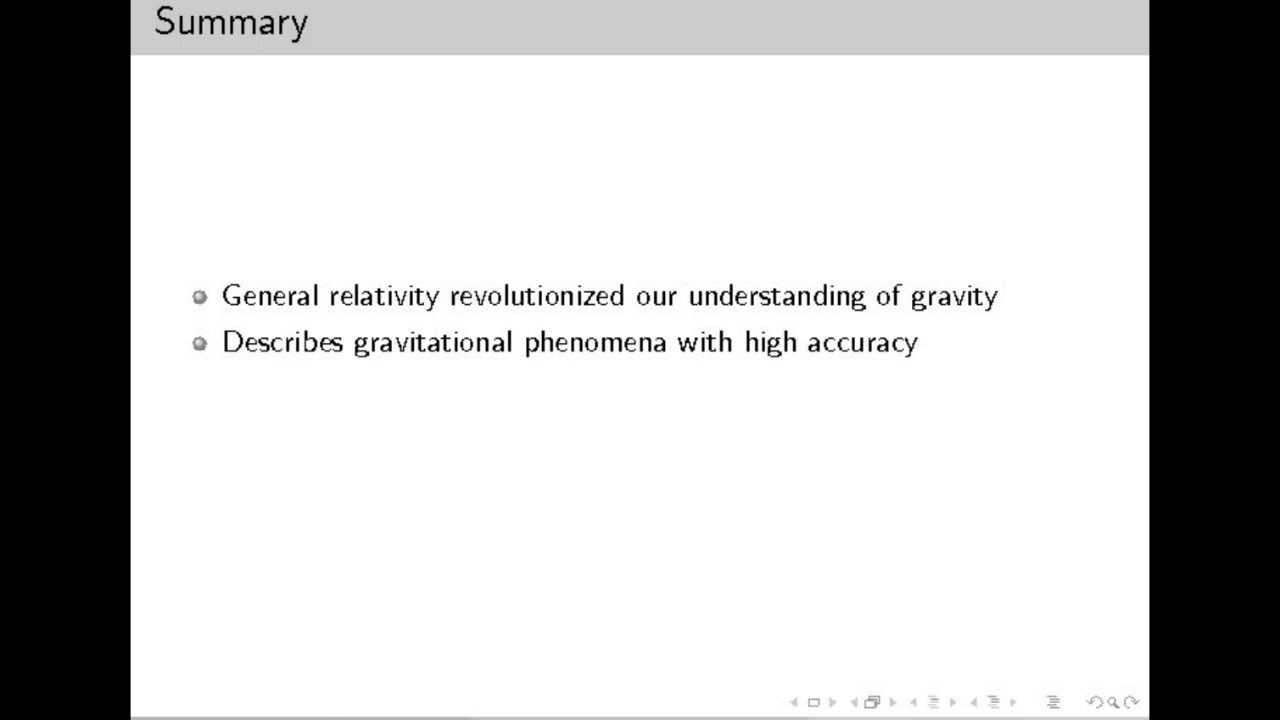 Summary
General relativity revolutionized our understanding of gravity
Describes gravitational phenomena with high accuracy